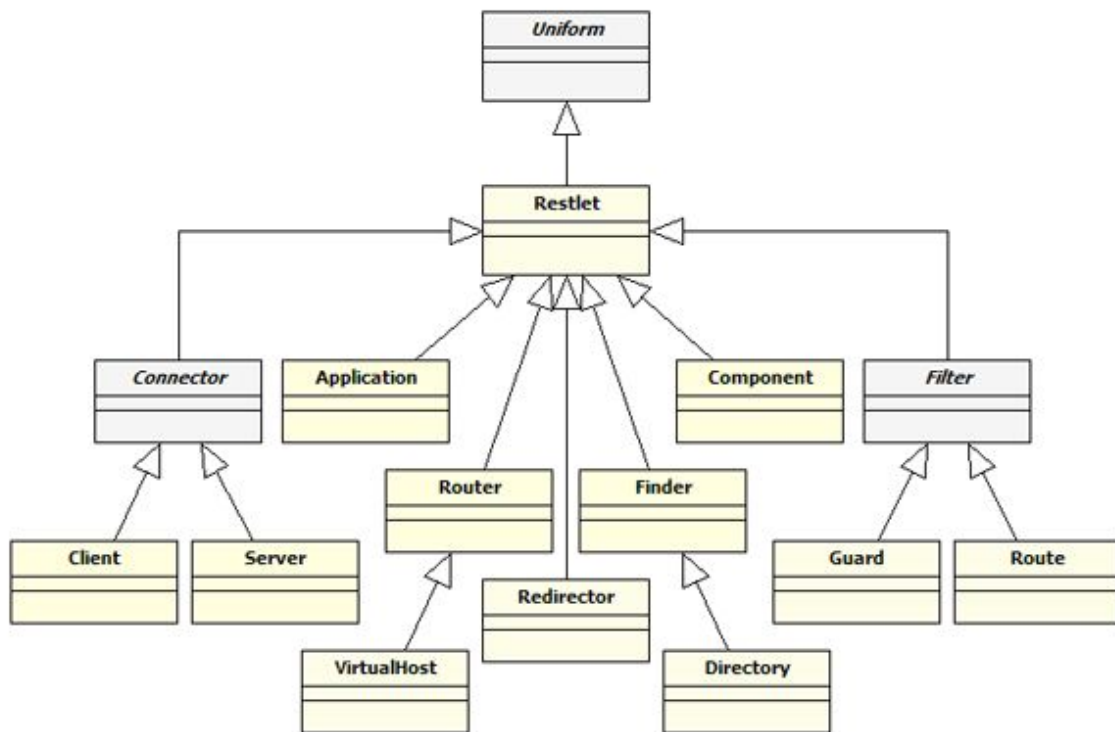 Uniform
Restlet
Connector
Application
Component
Filter
Router
Finder
Client
Server
Guard
Route
Redirector
VirtualHost
Directory